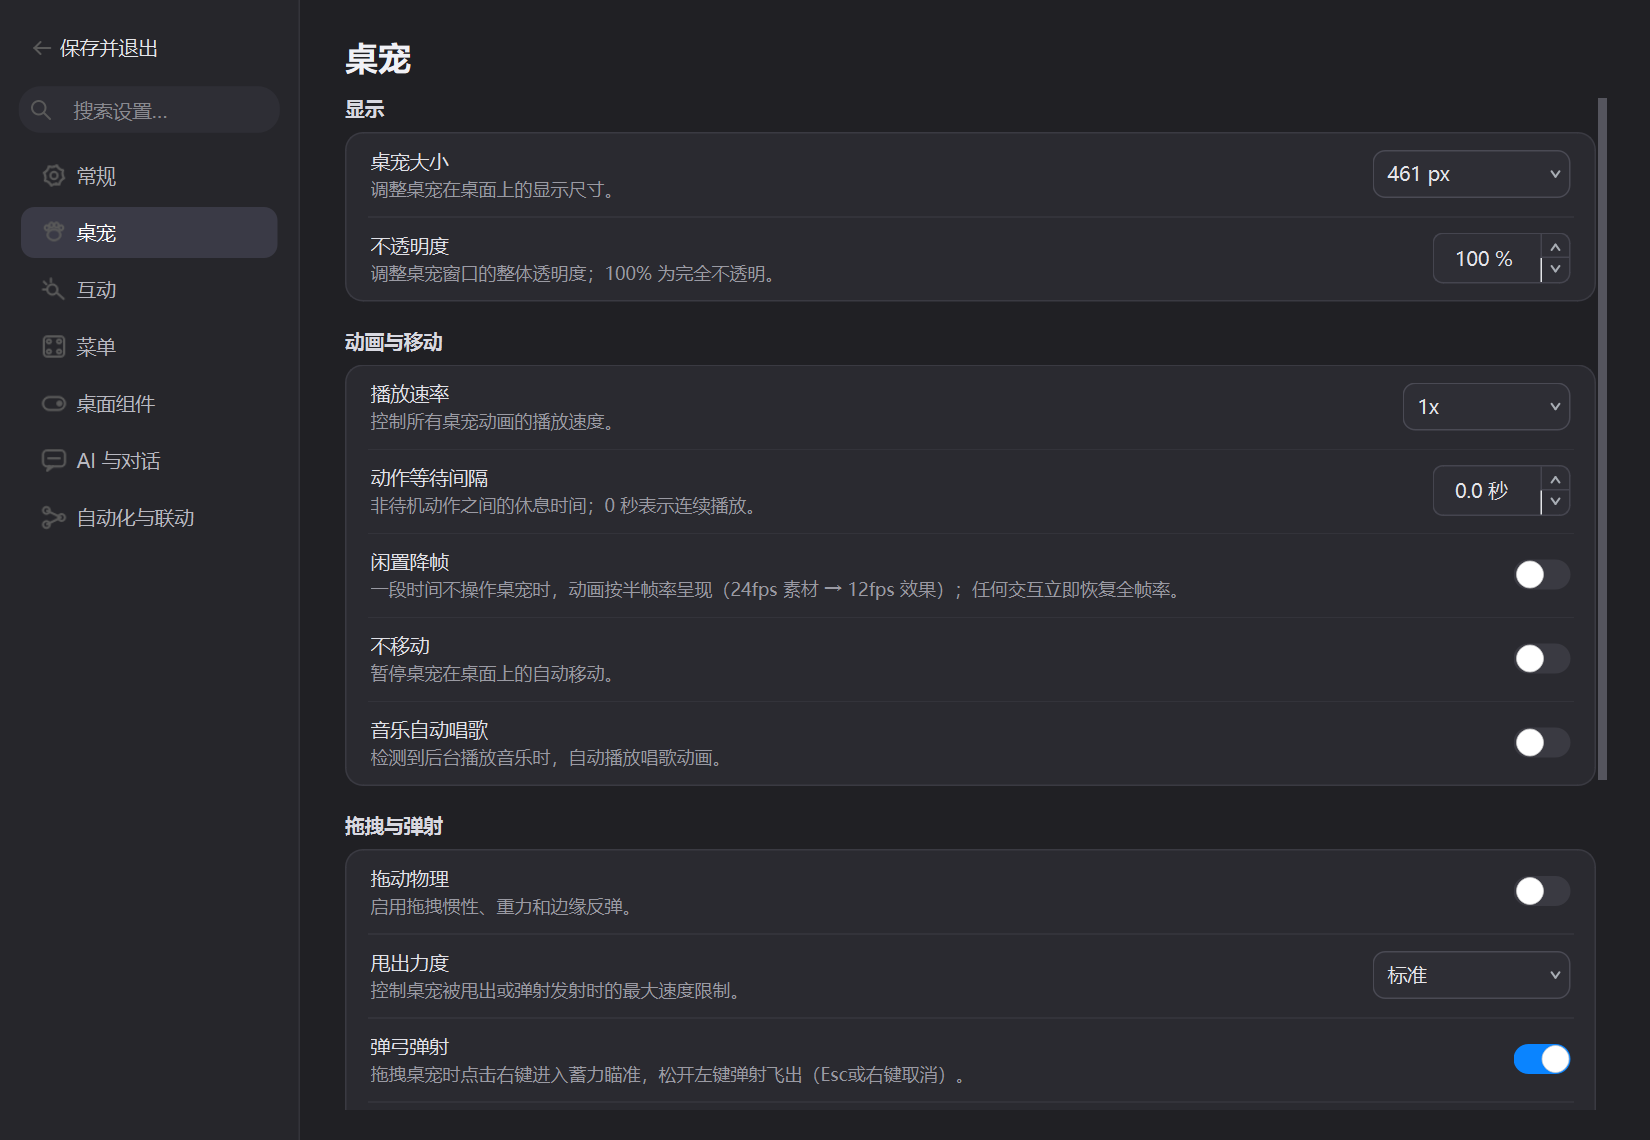 保存并退出
搜索设置...
常规
桌宠
互动
菜单
桌面组件
AI 与对话
自动化与联动
桌宠
显示
桌宠大小
调整桌宠在桌面上的显示尺寸。
461 px
不透明度
调整桌宠窗口的整体透明度；100% 为完全不透明。
100 %
动画与移动
播放速率
控制所有桌宠动画的播放速度。
1x
动作等待间隔
非待机动作之间的休息时间；0 秒表示连续播放。
0.0 秒
闲置降帧
一段时间不操作桌宠时，动画按半帧率呈现（24fps 素材 → 12fps 效果）；任何交互立即恢复全帧率。
不移动
暂停桌宠在桌面上的自动移动。
音乐自动唱歌
检测到后台播放音乐时，自动播放唱歌动画。
拖拽与弹射
拖动物理
启用拖拽惯性、重力和边缘反弹。
甩出力度
控制桌宠被甩出或弹射发射时的最大速度限制。
标准
弹弓弹射
拖拽桌宠时点击右键进入蓄力瞄准，松开左键弹射飞出（Esc或右键取消）。